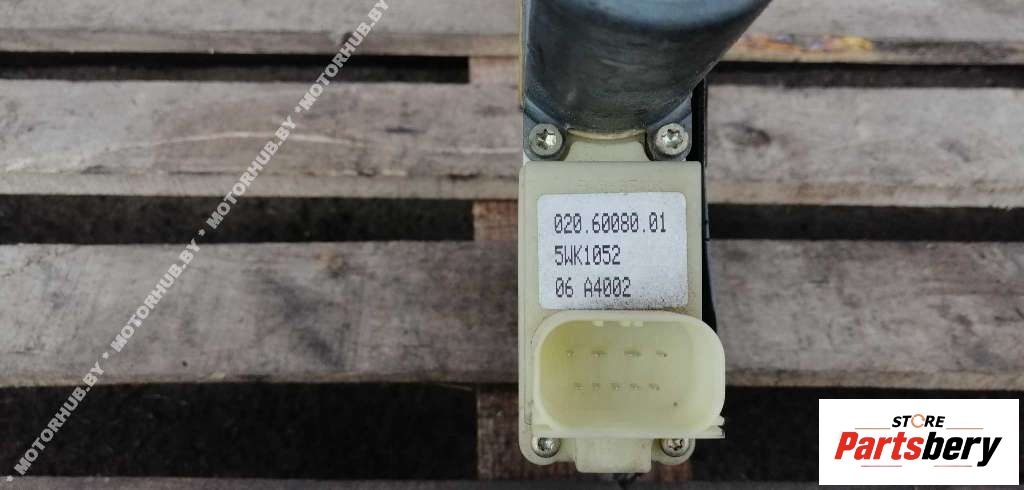 MOTORHUB.BY * MOTORHUB.BY * MOTORHUB.BY * MOTORHUB.BY
020.60080.01
5WK1052
06 A4002
STORE
Partsbery